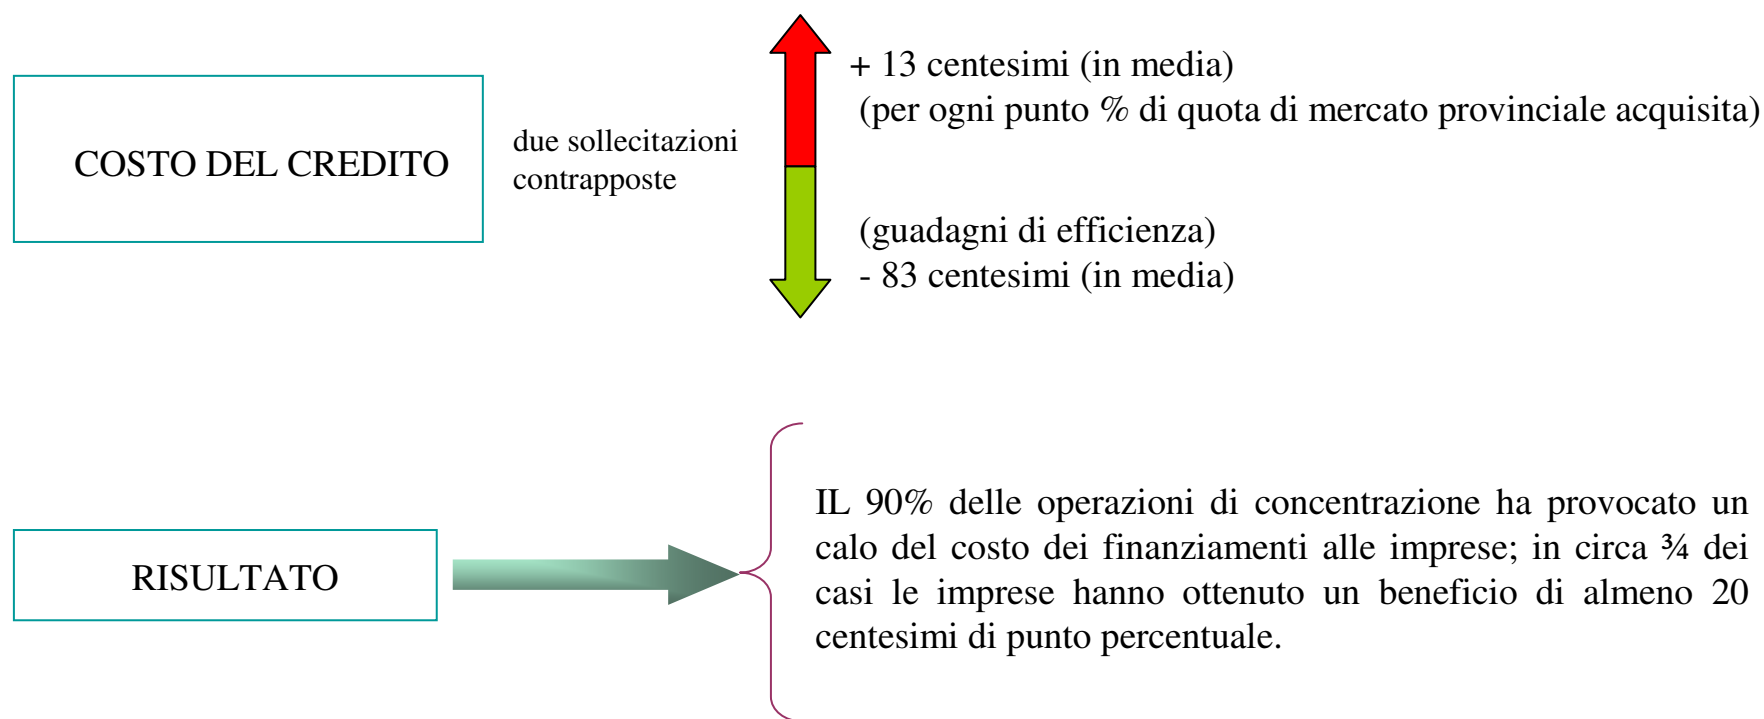 + 13 centesimi (in media)
(per ogni punto % di quota di mercato provinciale acquisita)
COSTO DEL CREDITO
due sollecitazioni
contrapposte
(guadagni di efficienza)
- 83 centesimi (in media)
RISULTATO
IL 90% delle operazioni di concentrazione ha provocato un
calo del costo dei finanziamenti alle imprese; in circa ¾ dei
casi le imprese hanno ottenuto un beneficio di almeno 20
centesimi di punto percentuale.